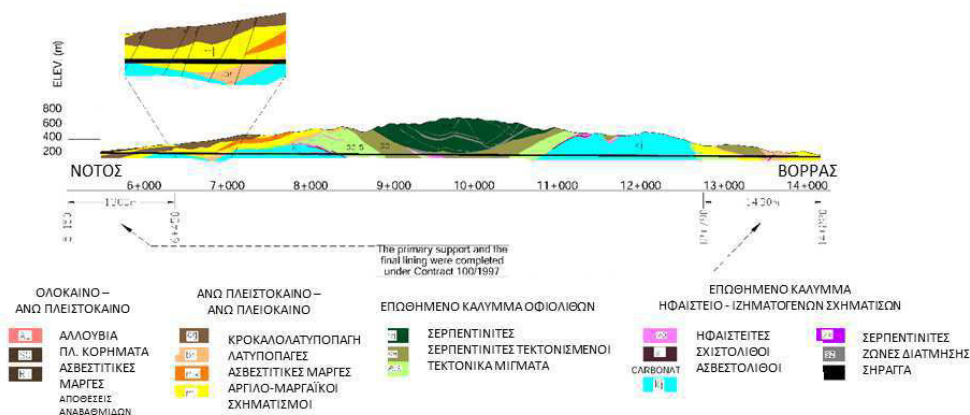 ELEV. (m)
800
600
400
200
ΝΟΤΟΣ
ΒΟΡΡΑΣ
6+000 7+000 8+000 9+000 10+000 11+000 12+000 13+000 14+000
6+450
The primary support and the
final lining were completed
under Contract 100/1997
ΟΛΟΚΑΙΝΟ –
ΑΝΩ ΠΛΕΙΣΤΟΚΑΙΝΟ
ΑΛΛΟΥΒΙΑ
ΠΛ. ΚΟΡΗΜΑΤΑ
ΑΣΒΕΣΤΙΤΙΚΕΣ
ΜΑΡΓΕΣ
ΑΠΟΘΕΣΕΙΣ
ΑΝΑΒΑΘΜΙΔΩΝ
ΑΝΩ ΠΛΕΙΣΤΟΚΑΙΝΟ –
ΑΝΩ ΠΛΕΙΟΚΑΙΝΟ
ΚΡΟΚΑΛΟΛΑΤΥΠΟΠΑΓΗ
ΛΑΤΥΠΟΠΑΓΕΣ
ΑΣΒΕΣΤΙΤΙΚΕΣ ΜΑΡΓΕΣ
ΑΡΓΙΛΟ-ΜΑΡΓΑΪΚΟΙ
ΣΧΗΜΑΤΙΣΜΟΙ
ΕΠΩΘΗΜΕΝΟ ΚΑΛΥΜΜΑ ΟΦΙΟΛΙΘΩΝ
ΣΕΡΠΕΝΤΙΝΙΤΕΣ
ΣΕΡΠΕΝΤΙΝΙΤΕΣ ΤΕΚΤΟΝΙΣΜΕΝΟΙ
ΤΕΚΤΟΝΙΚΑ ΜΙΓΜΑΤΑ
ΕΠΩΘΗΜΕΝΟ ΚΑΛΥΜΜΑ
ΗΦΑΙΣΤΕΙΟ - ΙΖΗΜΑΤΟΓΕΝΩΝ ΣΧΗΜΑΤΙΣΩΝ
ΗΦΑΙΣΤΕΙΤΕΣ
ΣΧΙΣΤΟΛΙΘΟΙ
CARBONAT
ΑΣΒΕΣΤΟΛΙΘΟΙ
ΣΕΡΠΕΝΤΙΝΙΤΕΣ
ΖΩΝΕΣ ΔΙΑΤΜΗΣΗΣ
ΣΗΡΑΓΓΑ